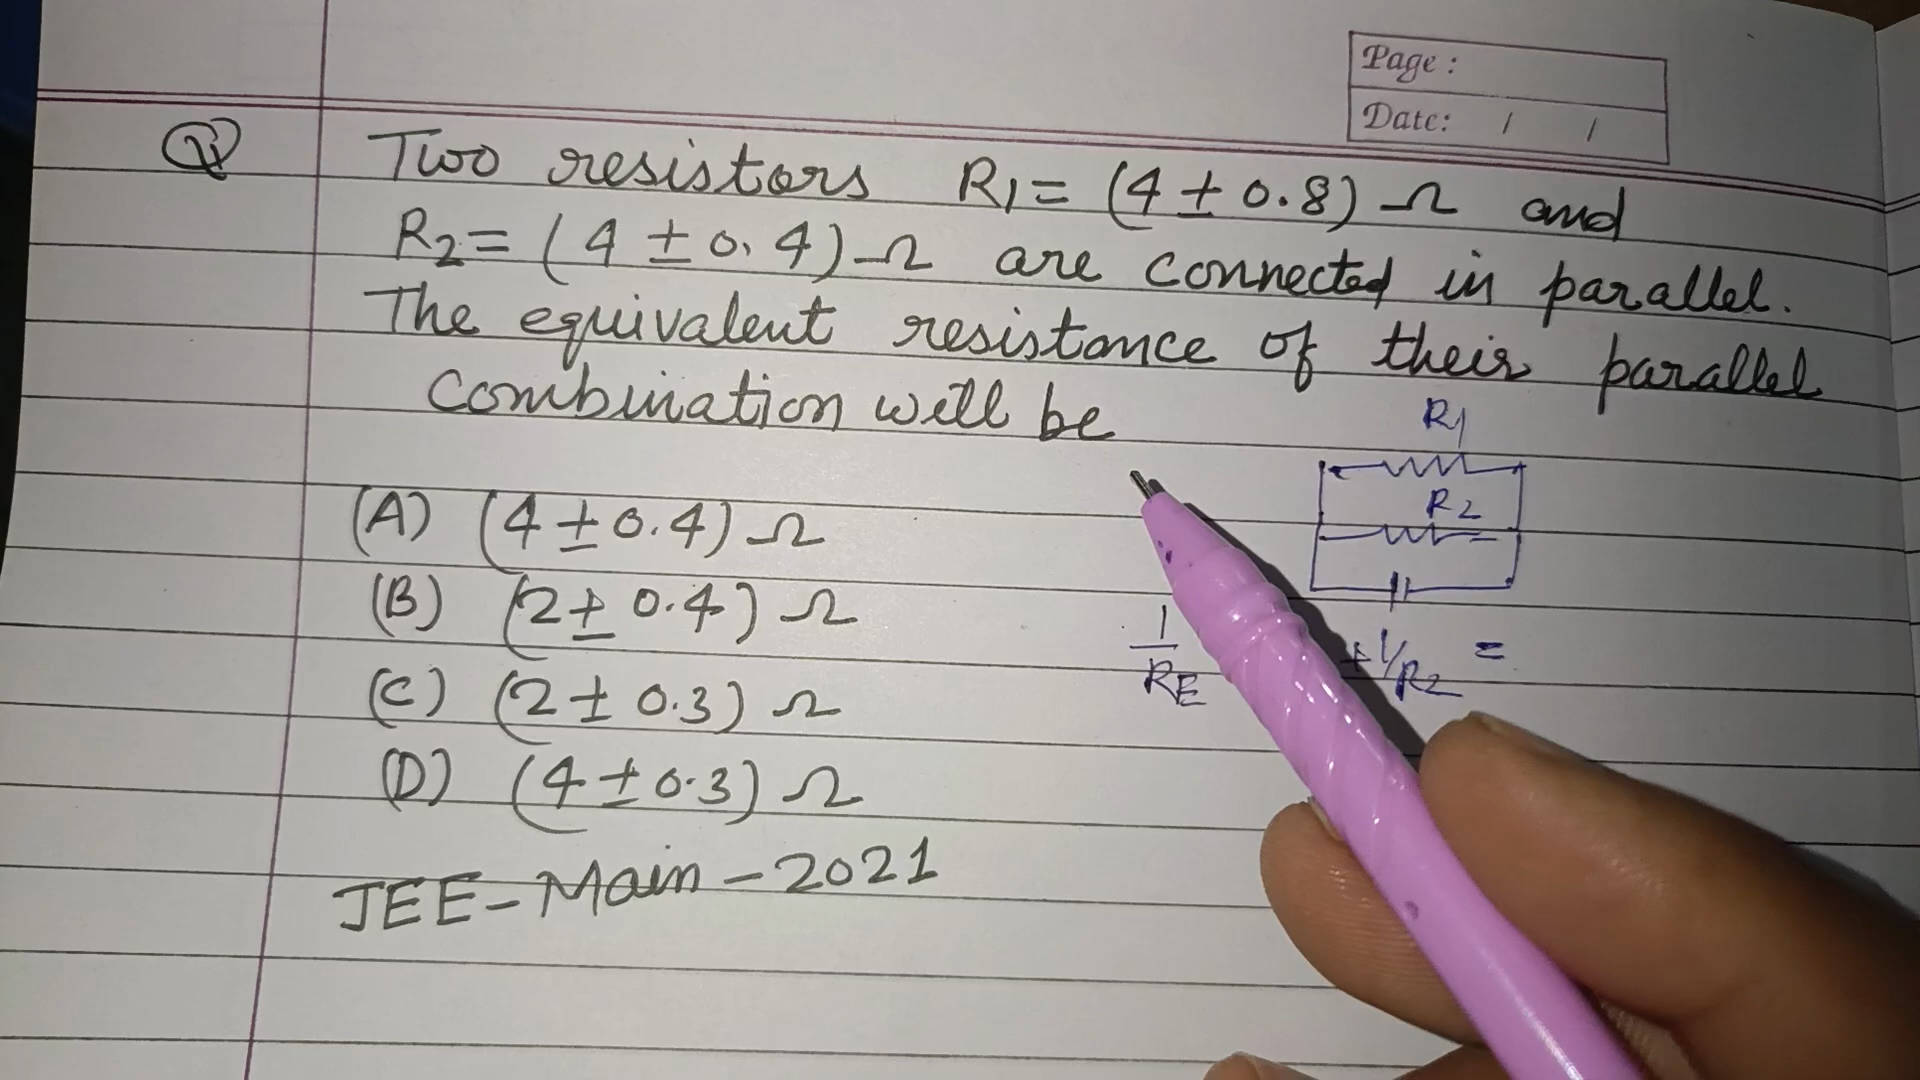 Page :
Date: / /
Q
Two resistors R1 = (4 ± 0.8) Ω and
R2 = (4 ± 0.4) Ω are connected in parallel.
The equivalent resistance of their parallel
Combination will be
R1
R2
(A) (4 ± 0.4) Ω
(B) (2 ± 0.4) Ω
(C) (2 ± 0.3) Ω
(D) (4 ± 0.3) Ω
1/RE + 1/R2 =
JEE-Main-2021